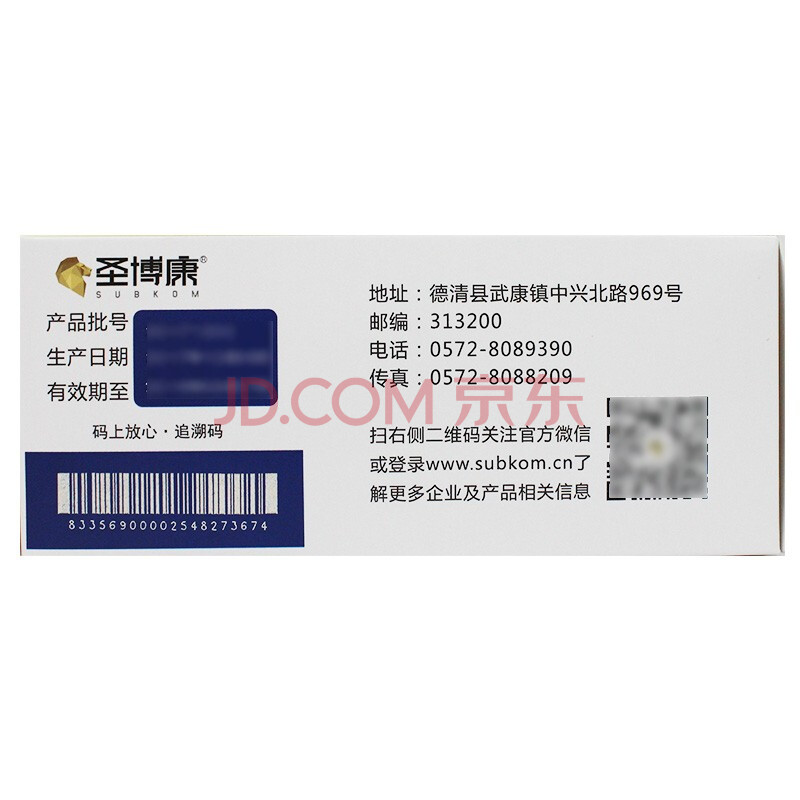 圣博康®
SUBKOM
产品批号
生产日期
有效期至
码上放心·追溯码
83356900002548273674
地址：德清县武康镇中兴北路969号
邮编：313200
电话：0572-8089390
传真：0572-8088209
JD.COM 京东
扫右侧二维码关注官方微信
或登录www.subkom.cn了
解更多企业及产品相关信息